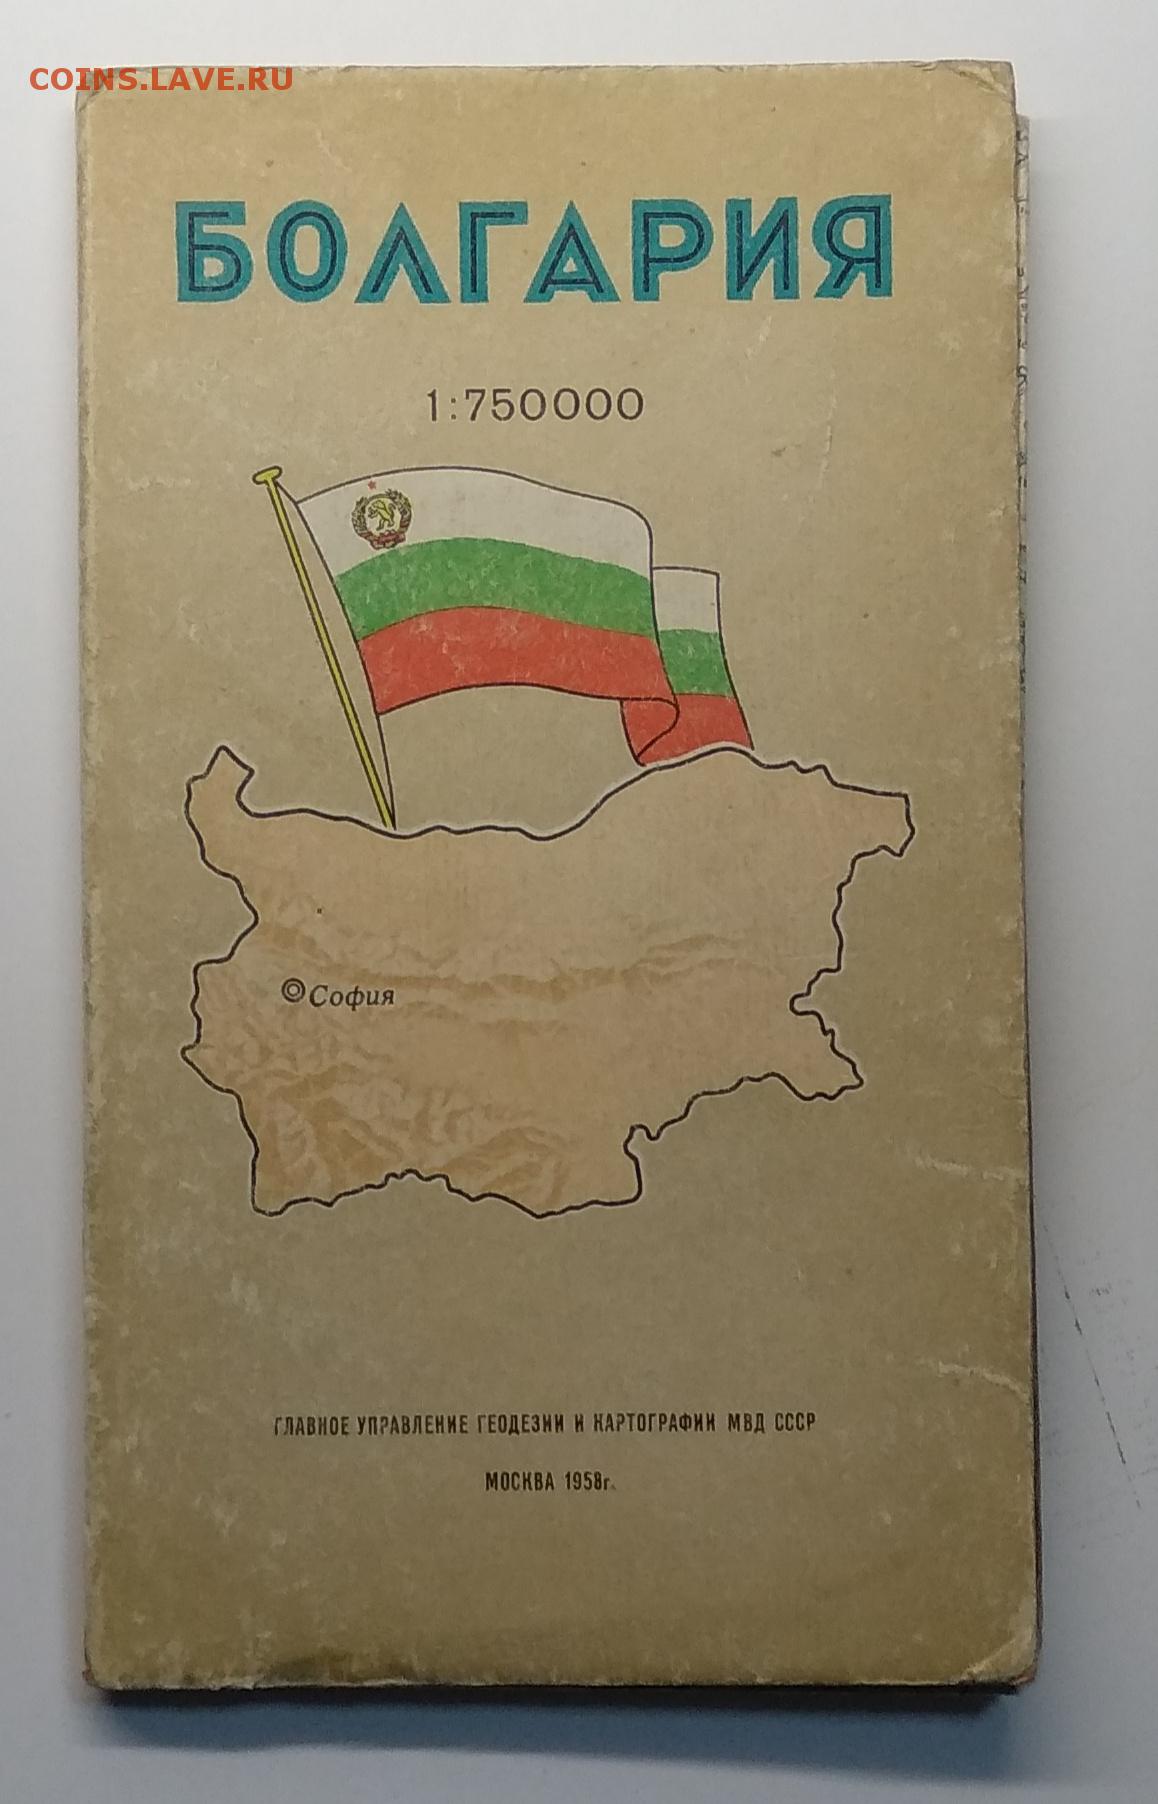 COINS.LAVE.RU
БОЛГАРИЯ
1:750000
София
ГЛАВНОЕ УПРАВЛЕНИЕ ГЕОДЕЗИИ И КАРТОГРАФИИ МВД СССР
МОСКВА 1958г.